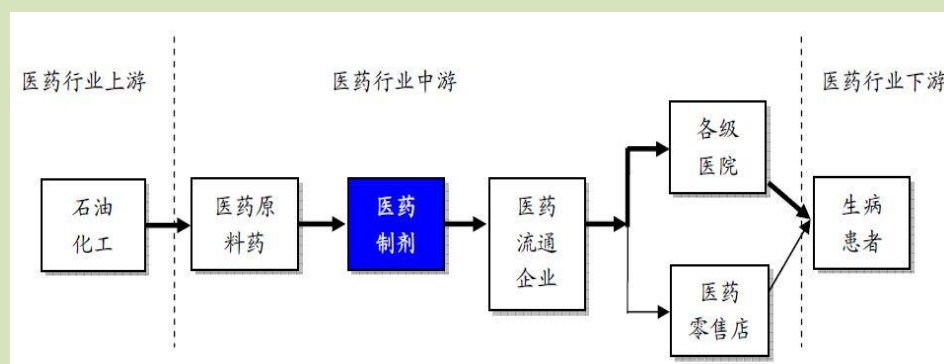 医药行业上游
医药行业中游
医药行业下游
石油
化工
医药原
料药
医药
制剂
医药
流通
企业
各级
医院
医药
零售店
生病
患者